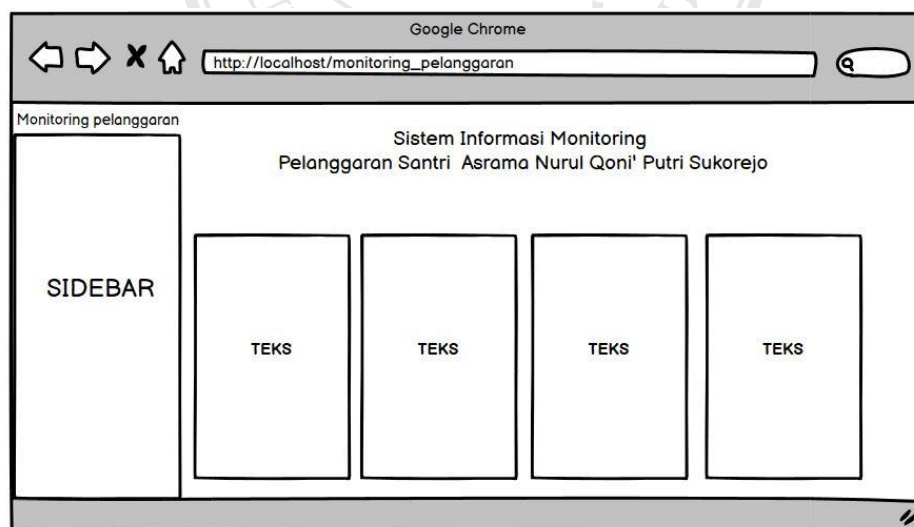 Google Chrome
http://localhost/monitoring_pelanggaran
Monitoring pelanggaran
Sistem Informasi Monitoring
Pelanggaran Santri Asrama Nurul Qoni' Putri Sukorejo
SIDEBAR
TEKS
TEKS
TEKS
TEKS